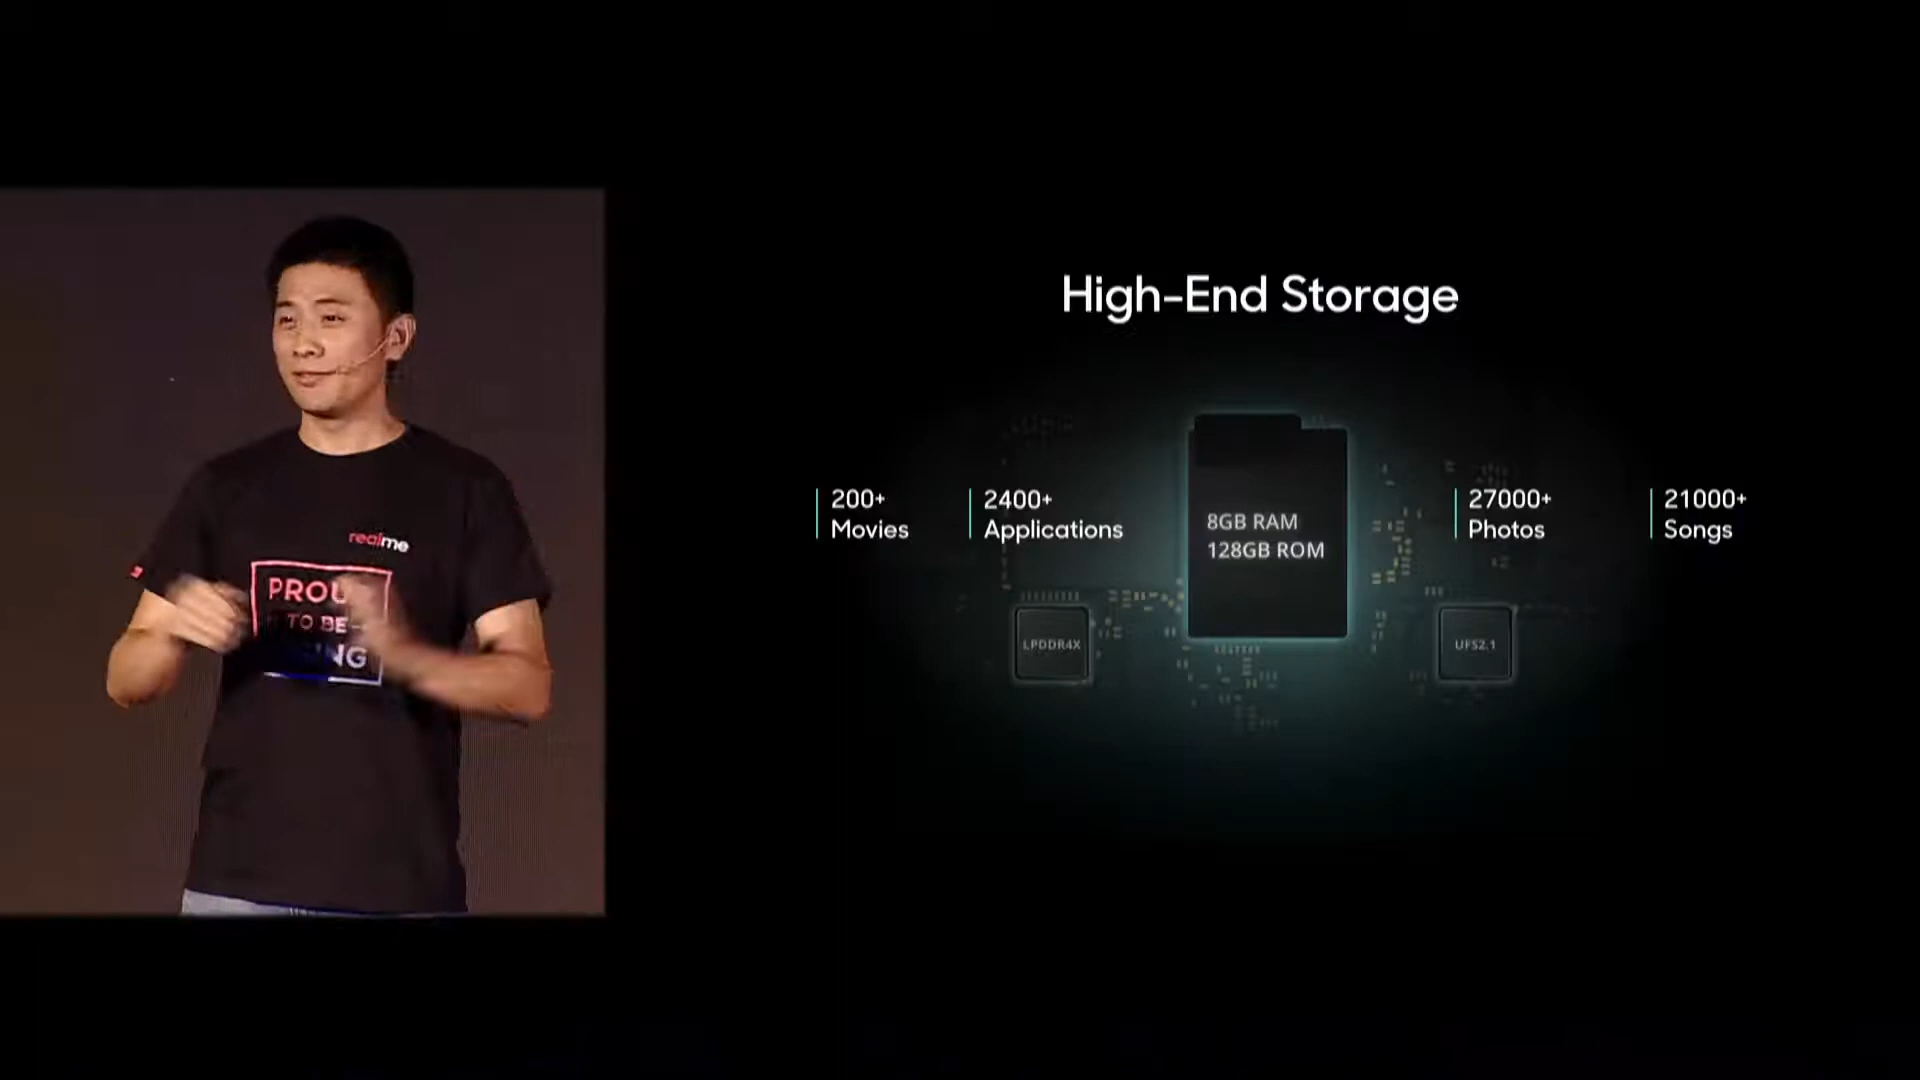 High-End Storage
200+
Movies
2400+
Applications
8GB RAM
128GB ROM
27000+
Photos
21000+
Songs
LPDDR4X
UFS2.1
realme
PROU
TO BE
NG